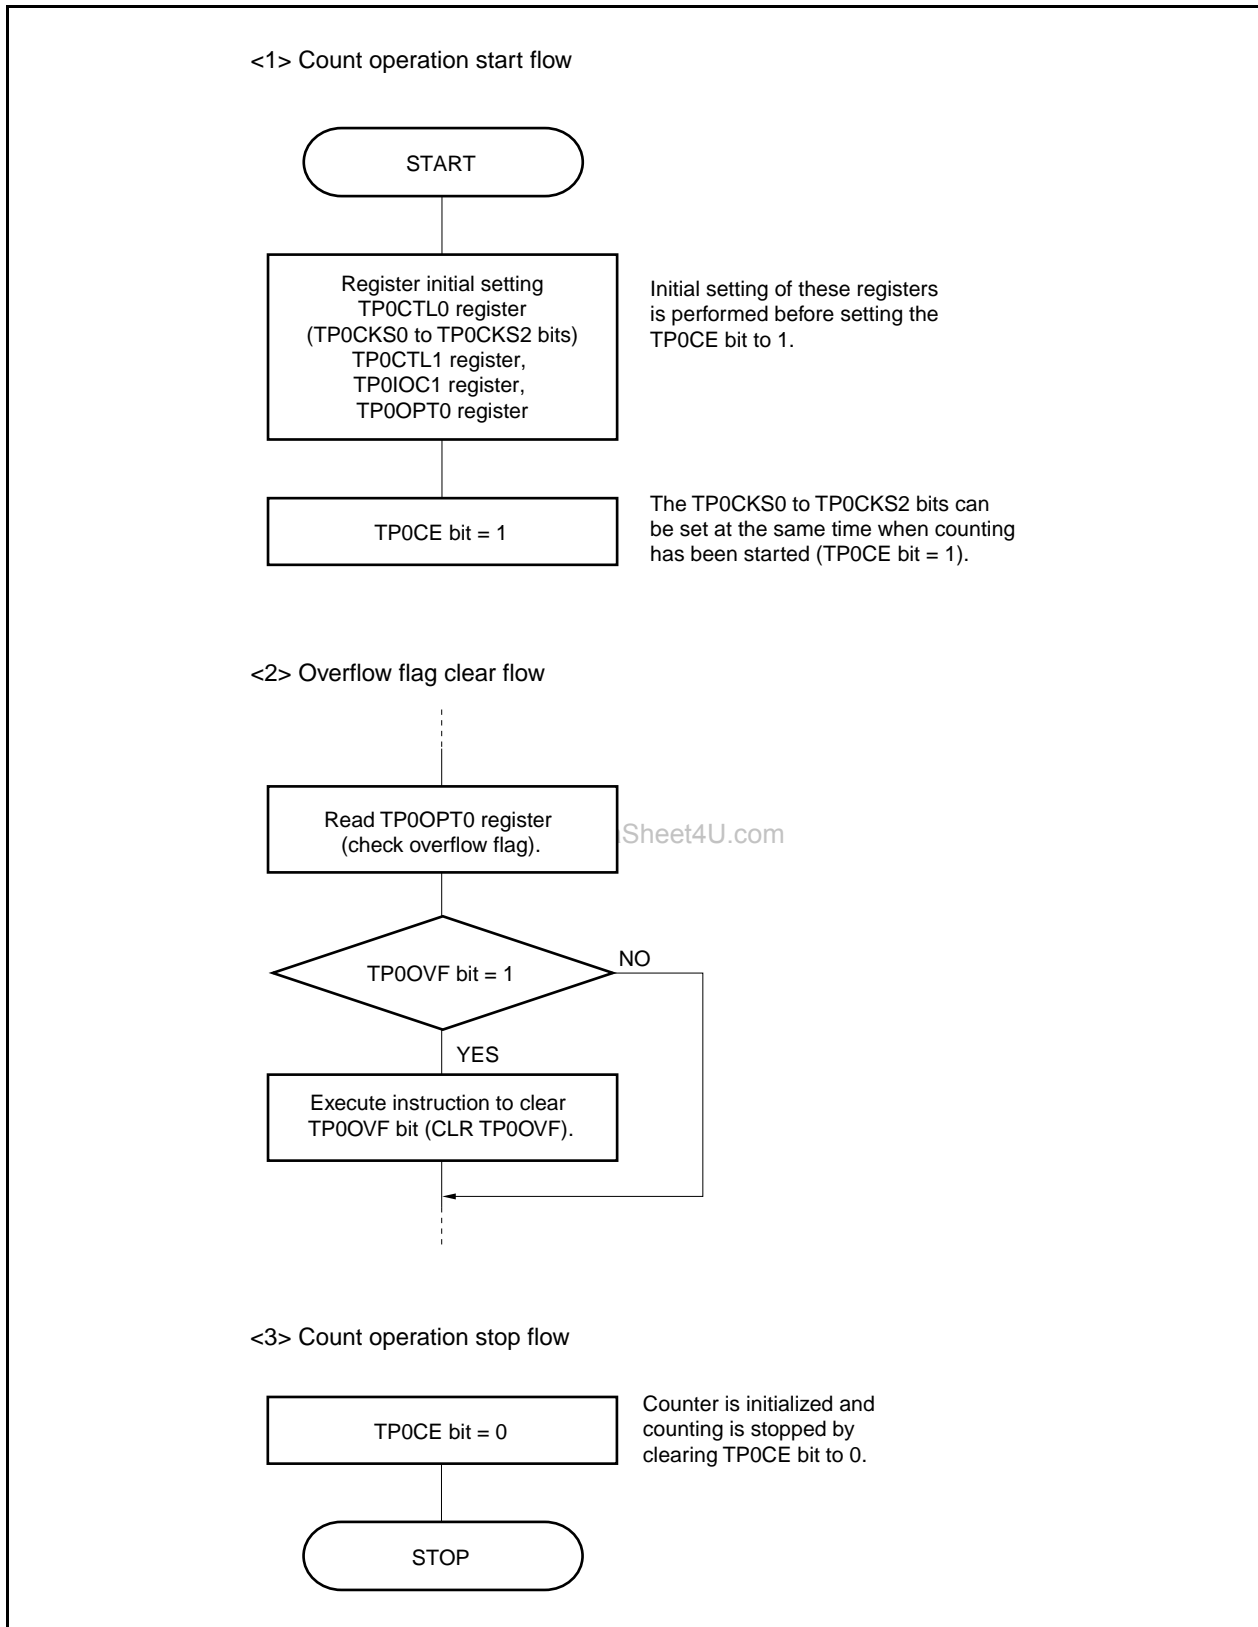 <1> Count operation start flow
START
Register initial setting
TP0CTL0 register
(TP0CKS0 to TP0CKS2 bits)
TP0CTL1 register,
TP0IOC1 register,
TP0OPT0 register
Initial setting of these registers
is performed before setting the
TP0CE bit to 1.
TP0CE bit = 1
The TP0CKS0 to TP0CKS2 bits can
be set at the same time when counting
has been started (TP0CE bit = 1).
<2> Overflow flag clear flow
Read TP0OPT0 register
(check overflow flag).
Sheet4U.com
TP0OVF bit = 1
NO
YES
Execute instruction to clear
TP0OVF bit (CLR TP0OVF).
<3> Count operation stop flow
TP0CE bit = 0
Counter is initialized and
counting is stopped by
clearing TP0CE bit to 0.
STOP